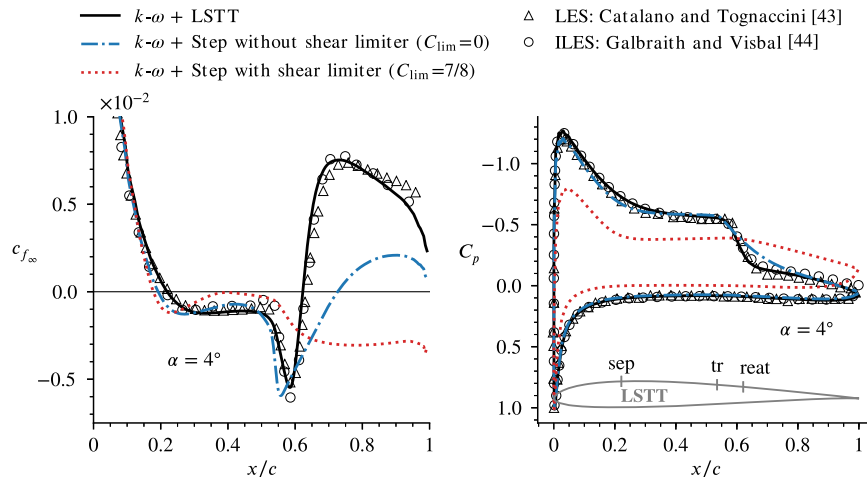 k-ω + LSTT
k-ω + Step without shear limiter (C_lim=0)
k-ω + Step with shear limiter (C_lim=7/8)
△ LES: Catalano and Tognaccini [43]
○ ILES: Galbraith and Visbal [44]
×10⁻²
1.0
0.5
0.0
−0.5
c_f∞
α = 4°
0
0.2
0.4
0.6
0.8
1
x/c
−1.0
−0.5
0.0
0.5
1.0
C_p
α = 4°
sep
tr
reat
LSTT
0
0.2
0.4
0.6
0.8
1
x/c